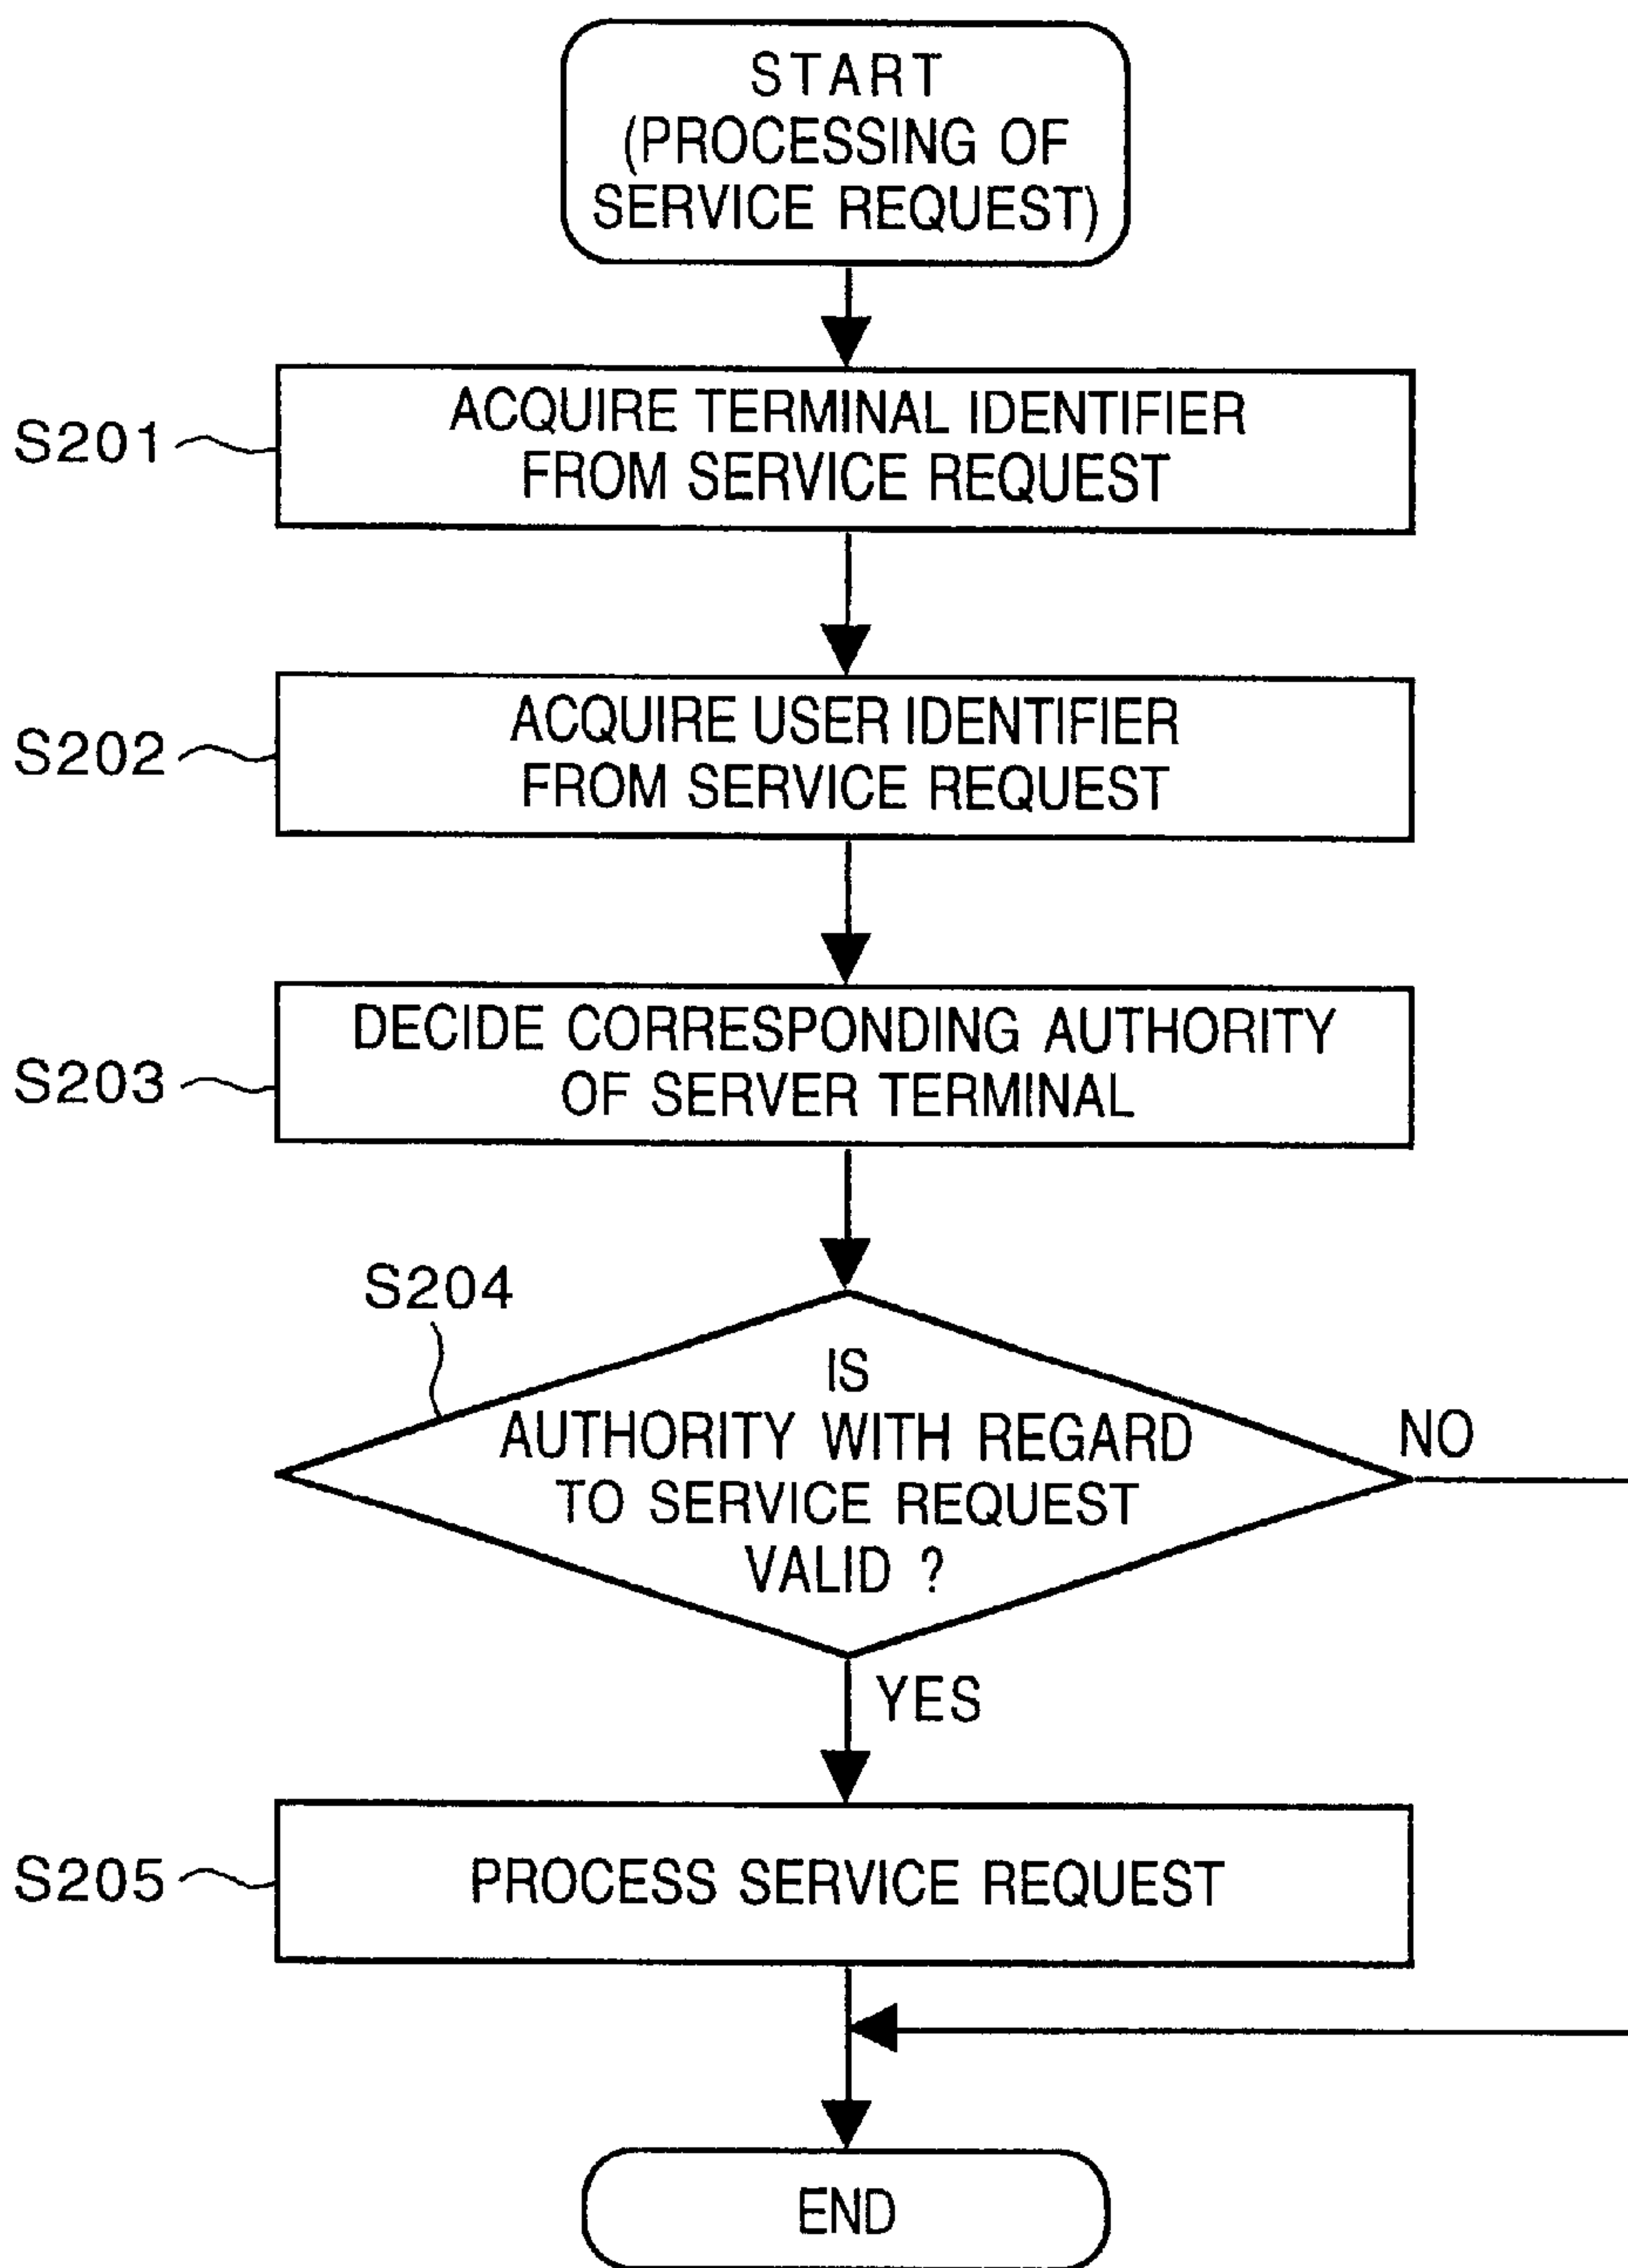 START
(PROCESSING OF
SERVICE REQUEST)
S201
ACQUIRE TERMINAL IDENTIFIER
FROM SERVICE REQUEST
S202
ACQUIRE USER IDENTIFIER
FROM SERVICE REQUEST
S203
DECIDE CORRESPONDING AUTHORITY
OF SERVER TERMINAL
S204
IS
AUTHORITY WITH REGARD
TO SERVICE REQUEST
VALID ?
NO
YES
S205
PROCESS SERVICE REQUEST
END